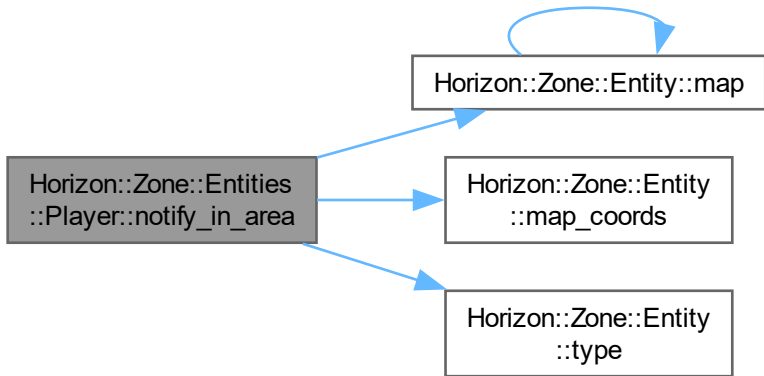 Horizon::Zone::Entity::map
Horizon::Zone::Entities
::Player::notify_in_area
Horizon::Zone::Entity
::map_coords
Horizon::Zone::Entity
::type